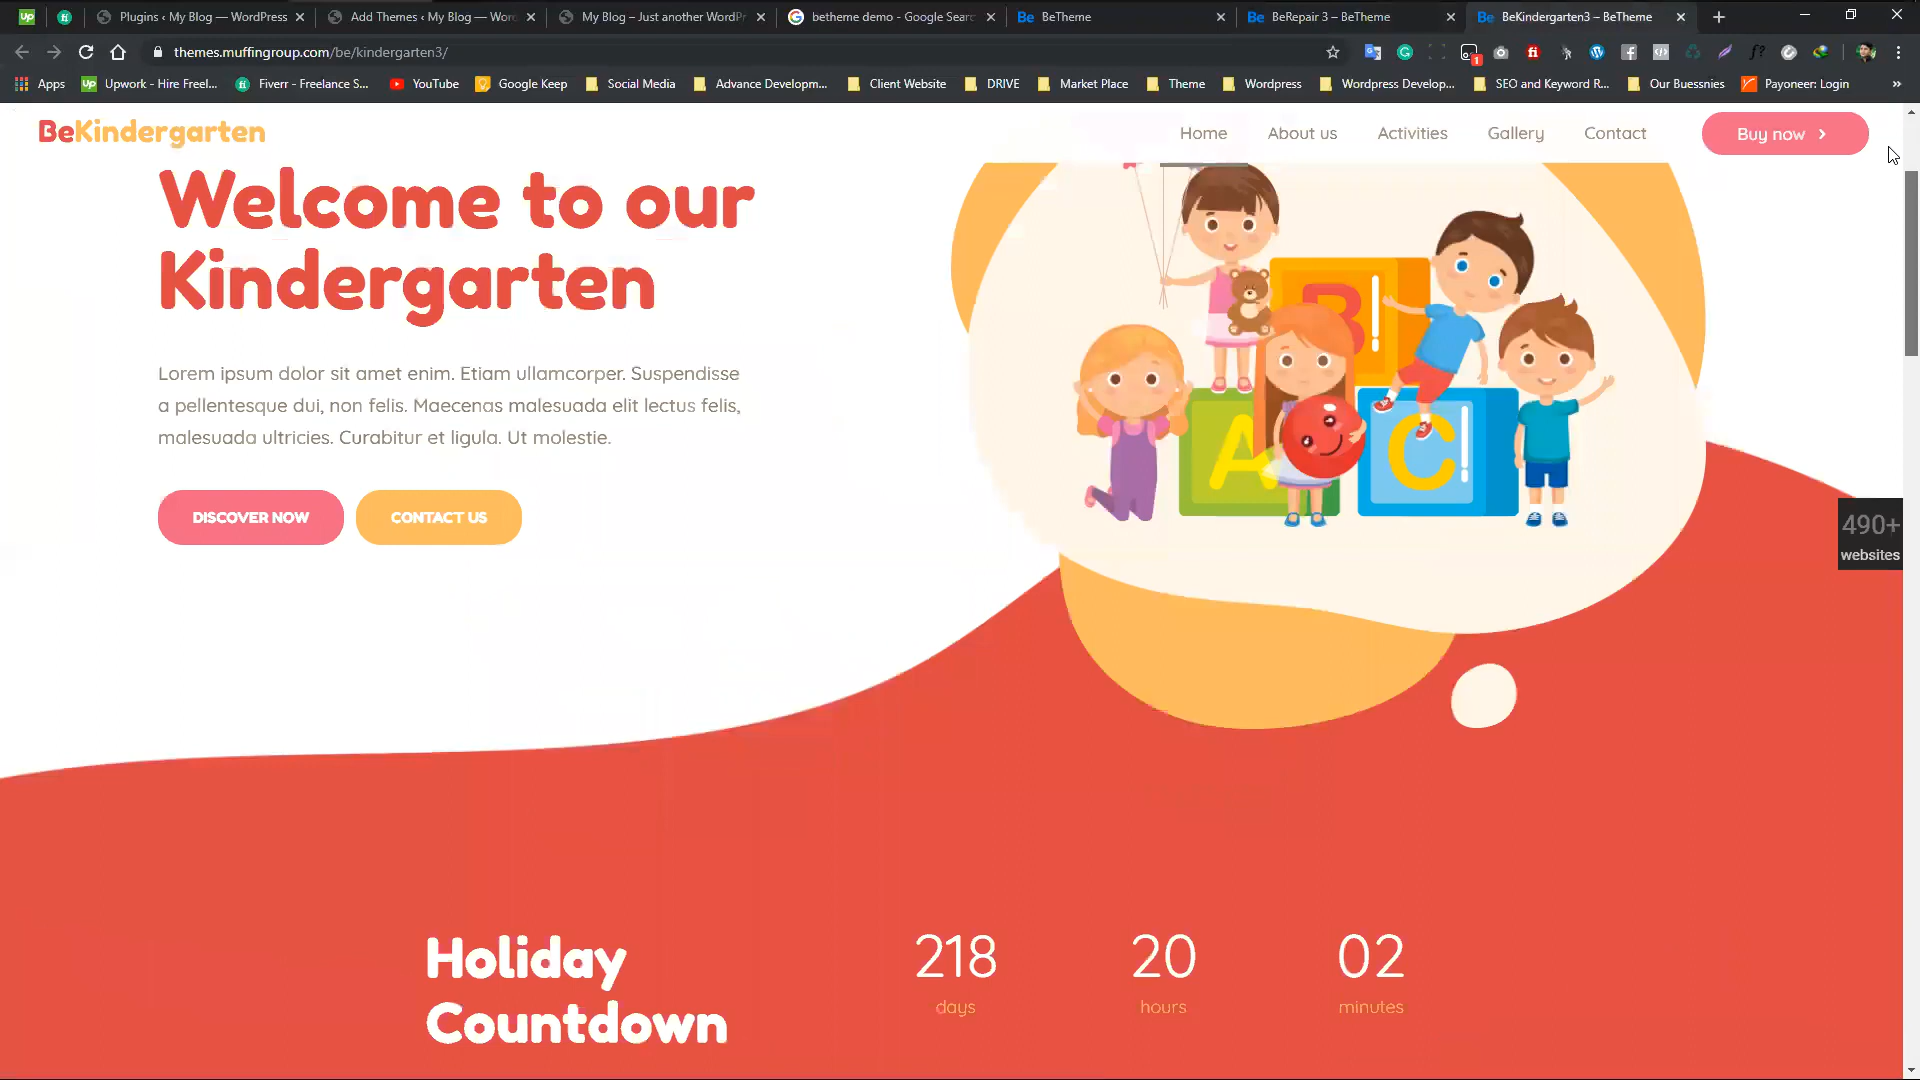 Plugins ‹ My Blog — WordPress
Add Themes ‹ My Blog — Wor
My Blog – Just another WordPr
betheme demo - Google Sear
BeTheme
BeRepair 3 – BeTheme
BeKindergarten3 – BeTheme
themes.muffingroup.com/be/kindergarten3/
Apps
Upwork - Hire Freel...
Fiverr - Freelance S...
YouTube
Google Keep
Social Media
Advance Developm...
Client Website
DRIVE
Market Place
Theme
Wordpress
Wordpress Develop...
SEO and Keyword R...
Our Buessnies
Payoneer: Login
BeKindergarten
Home
About us
Activities
Gallery
Contact
Buy now
Welcome to our
Kindergarten
Lorem ipsum dolor sit amet enim. Etiam ullamcorper. Suspendisse
a pellentesque dui, non felis. Maecenas malesuada elit lectus felis,
malesuada ultricies. Curabitur et ligula. Ut molestie.
DISCOVER NOW
CONTACT US
B!
A
C!
490+
websites
Holiday
Countdown
218
days
20
hours
02
minutes